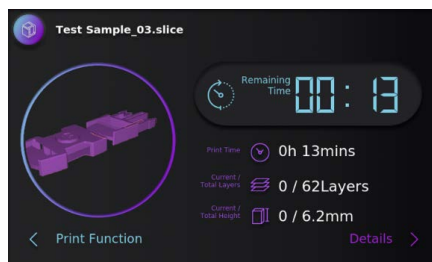 Test Sample_03.slice
Remaining
Time
00 : 13
Print Time
0h 13mins
Current /
Total Layers
0 / 62Layers
Current /
Total Height
0 / 6.2mm
Print Function
Details